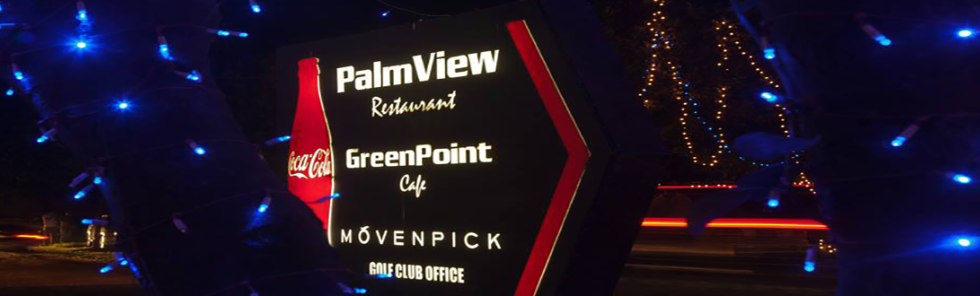 PalmView
Restaurant
Coca-Cola
GreenPoint
Cafe
MÖVENPICK
GOLF CLUB OFFICE